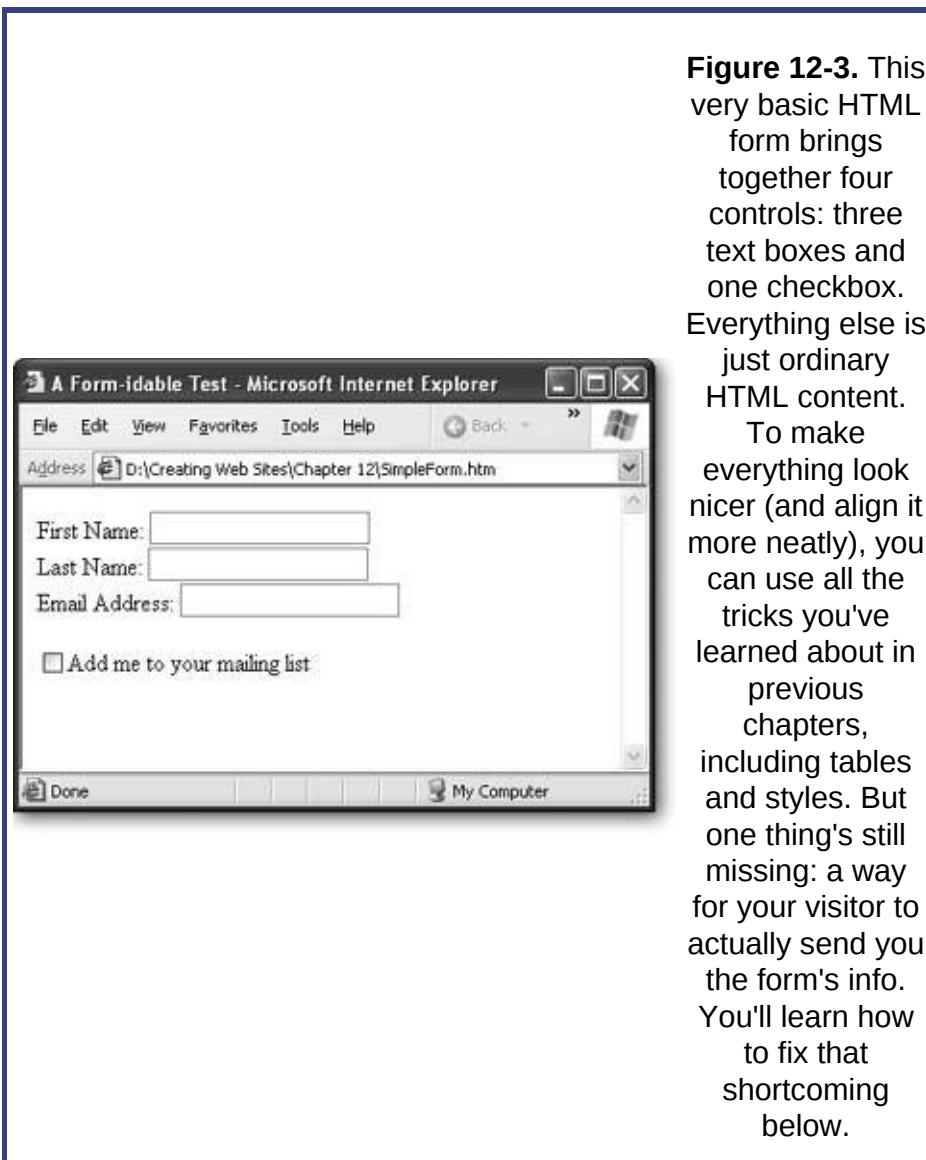 A Form-idable Test - Microsoft Internet Explorer
File Edit View Favorites Tools Help Back »
Address D:\Creating Web Sites\Chapter 12\SimpleForm.htm
First Name:
Last Name:
Email Address:
Add me to your mailing list
Done My Computer
Figure 12-3. This
very basic HTML
form brings
together four
controls: three
text boxes and
one checkbox.
Everything else is
just ordinary
HTML content.
To make
everything look
nicer (and align it
more neatly), you
can use all the
tricks you've
learned about in
previous
chapters,
including tables
and styles. But
one thing's still
missing: a way
for your visitor to
actually send you
the form's info.
You'll learn how
to fix that
shortcoming
below.